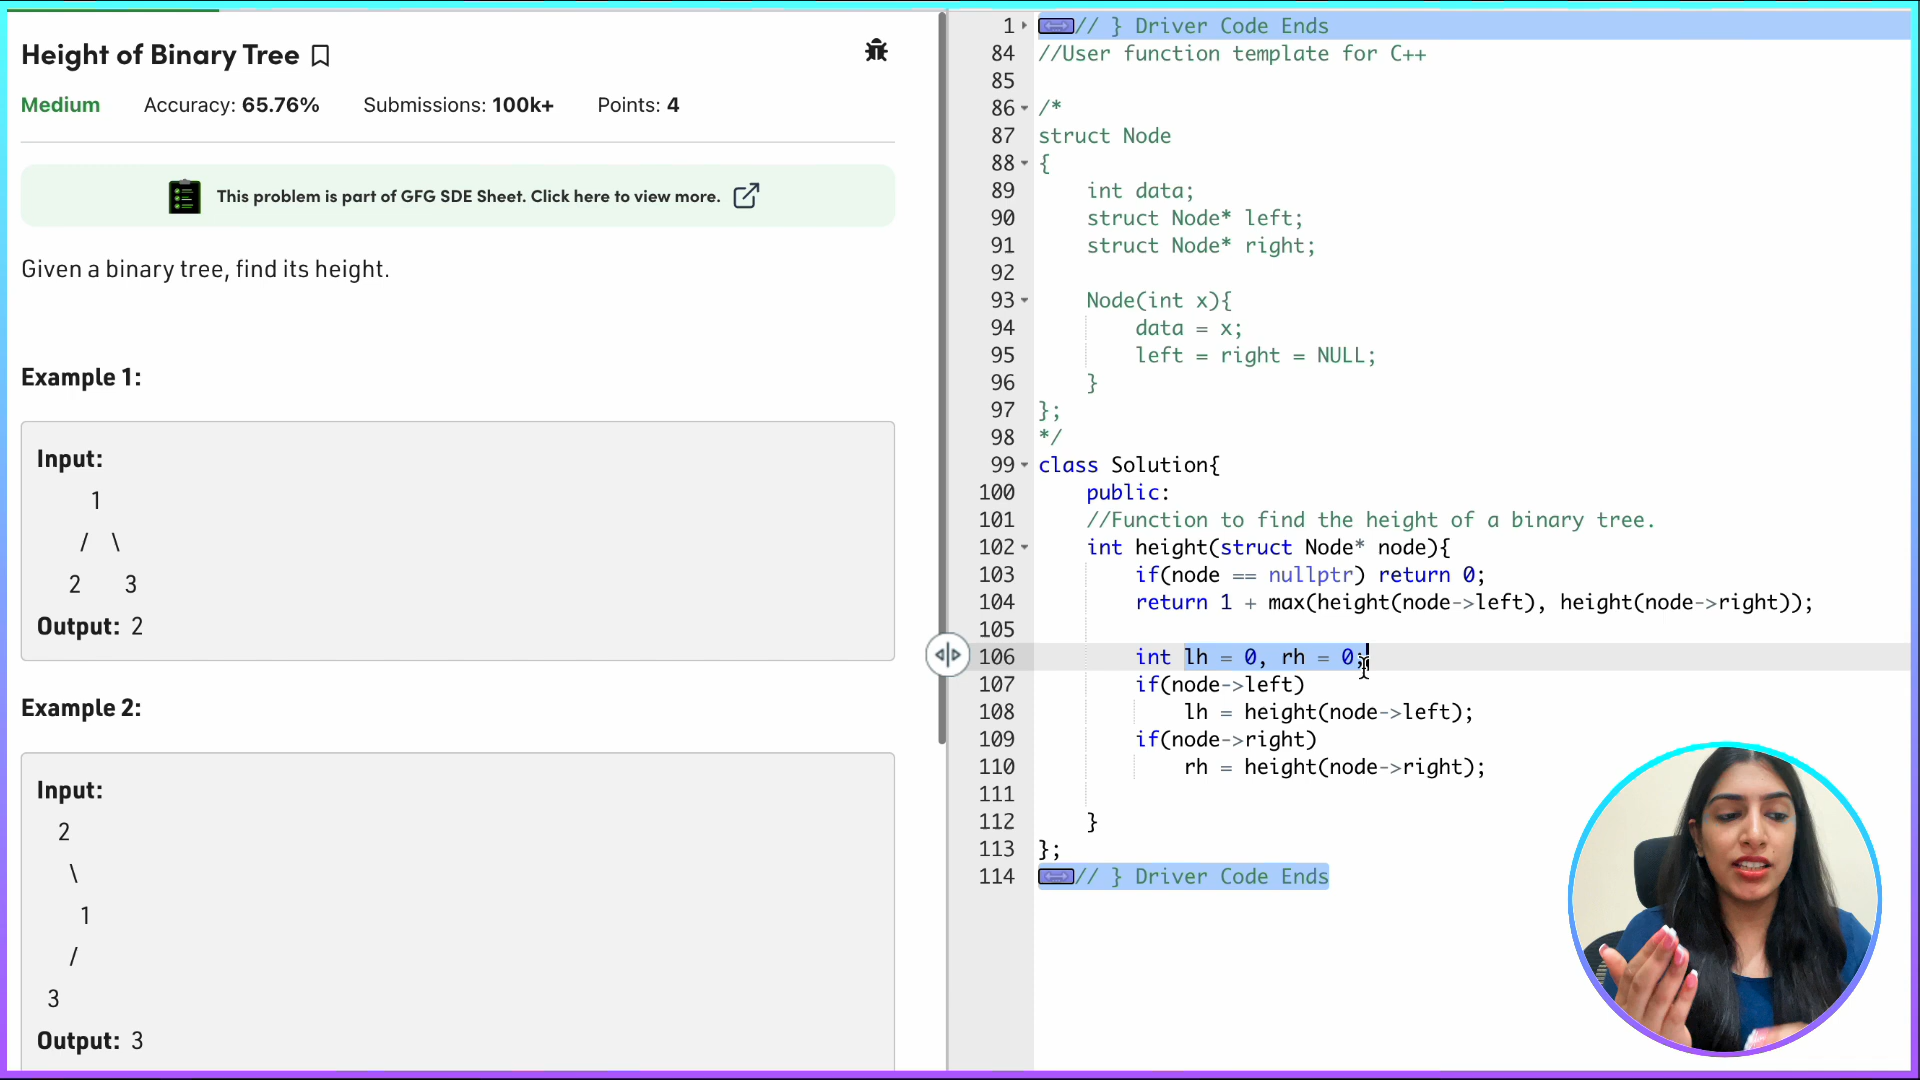 Height of Binary Tree
Medium Accuracy: 65.76% Submissions: 100k+ Points: 4
This problem is part of GFG SDE Sheet. Click here to view more.
Given a binary tree, find its height.
Example 1:
Input:
1
/ \
2 3
Output: 2
Example 2:
Input:
2
\
1
/
3
Output: 3
1 // } Driver Code Ends
84 //User function template for C++
85
86 /*
87 struct Node
88 {
89     int data;
90     struct Node* left;
91     struct Node* right;
92
93     Node(int x){
94         data = x;
95         left = right = NULL;
96     }
97 };
98 */
99 class Solution{
100     public:
101     //Function to find the height of a binary tree.
102     int height(struct Node* node){
103         if(node == nullptr) return 0;
104         return 1 + max(height(node->left), height(node->right));
105
106         int lh = 0, rh = 0;
107         if(node->left)
108             lh = height(node->left);
109         if(node->right)
110             rh = height(node->right);
111
112     }
113 };
114 // } Driver Code Ends